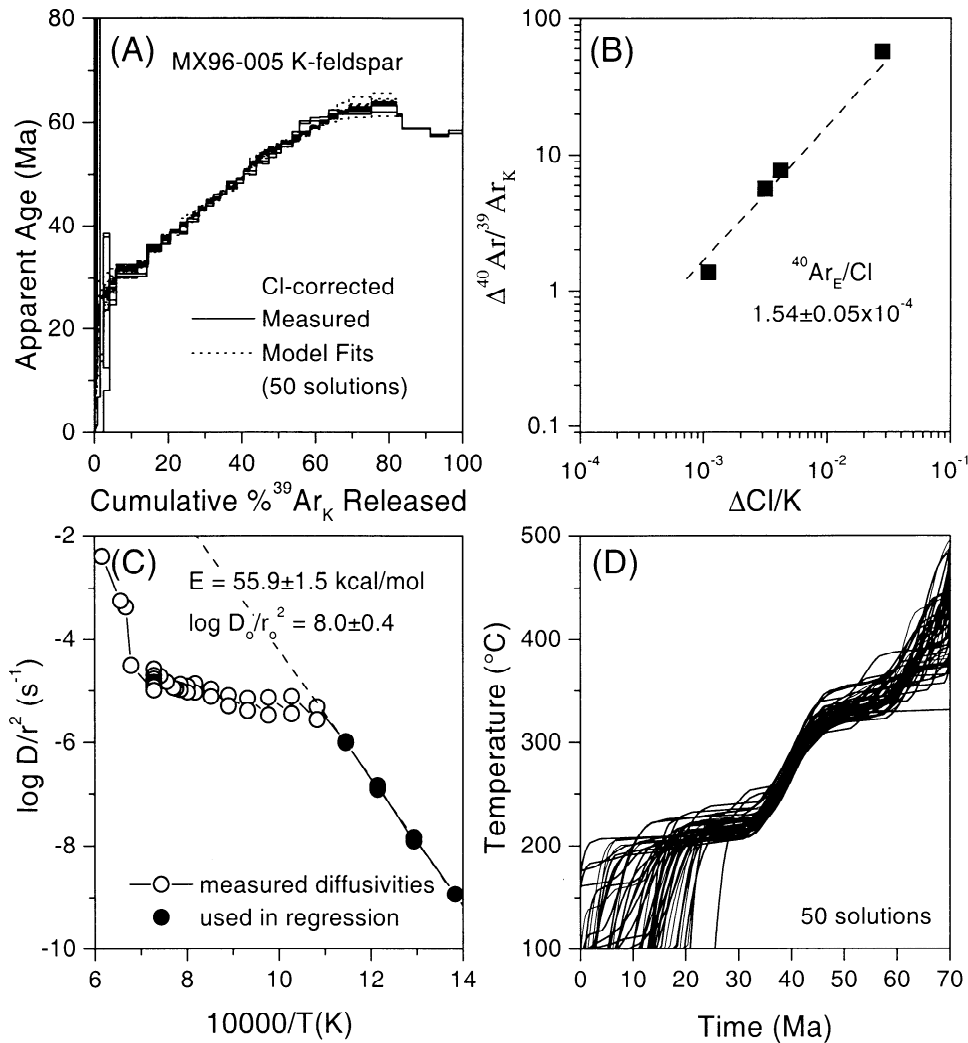 (A)
MX96-005 K-feldspar
Apparent Age (Ma)
80
60
40
20
0
Cl-corrected
Measured
Model Fits
(50 solutions)
0 20 40 60 80 100
Cumulative %³⁹Ar_K Released
(B)
Δ⁴⁰Ar/³⁹Ar_K
100
10
1
0.1
⁴⁰Ar_E/Cl
1.54±0.05x10⁻⁴
10⁻⁴ 10⁻³ 10⁻² 10⁻¹
ΔCl/K
(C)
E = 55.9±1.5 kcal/mol
log D_o/r_o² = 8.0±0.4
log D/r² (s⁻¹)
-2
-4
-6
-8
-10
measured diffusivities
used in regression
6 8 10 12 14
10000/T(K)
(D)
Temperature (°C)
500
400
300
200
100
50 solutions
0 10 20 30 40 50 60 70
Time (Ma)